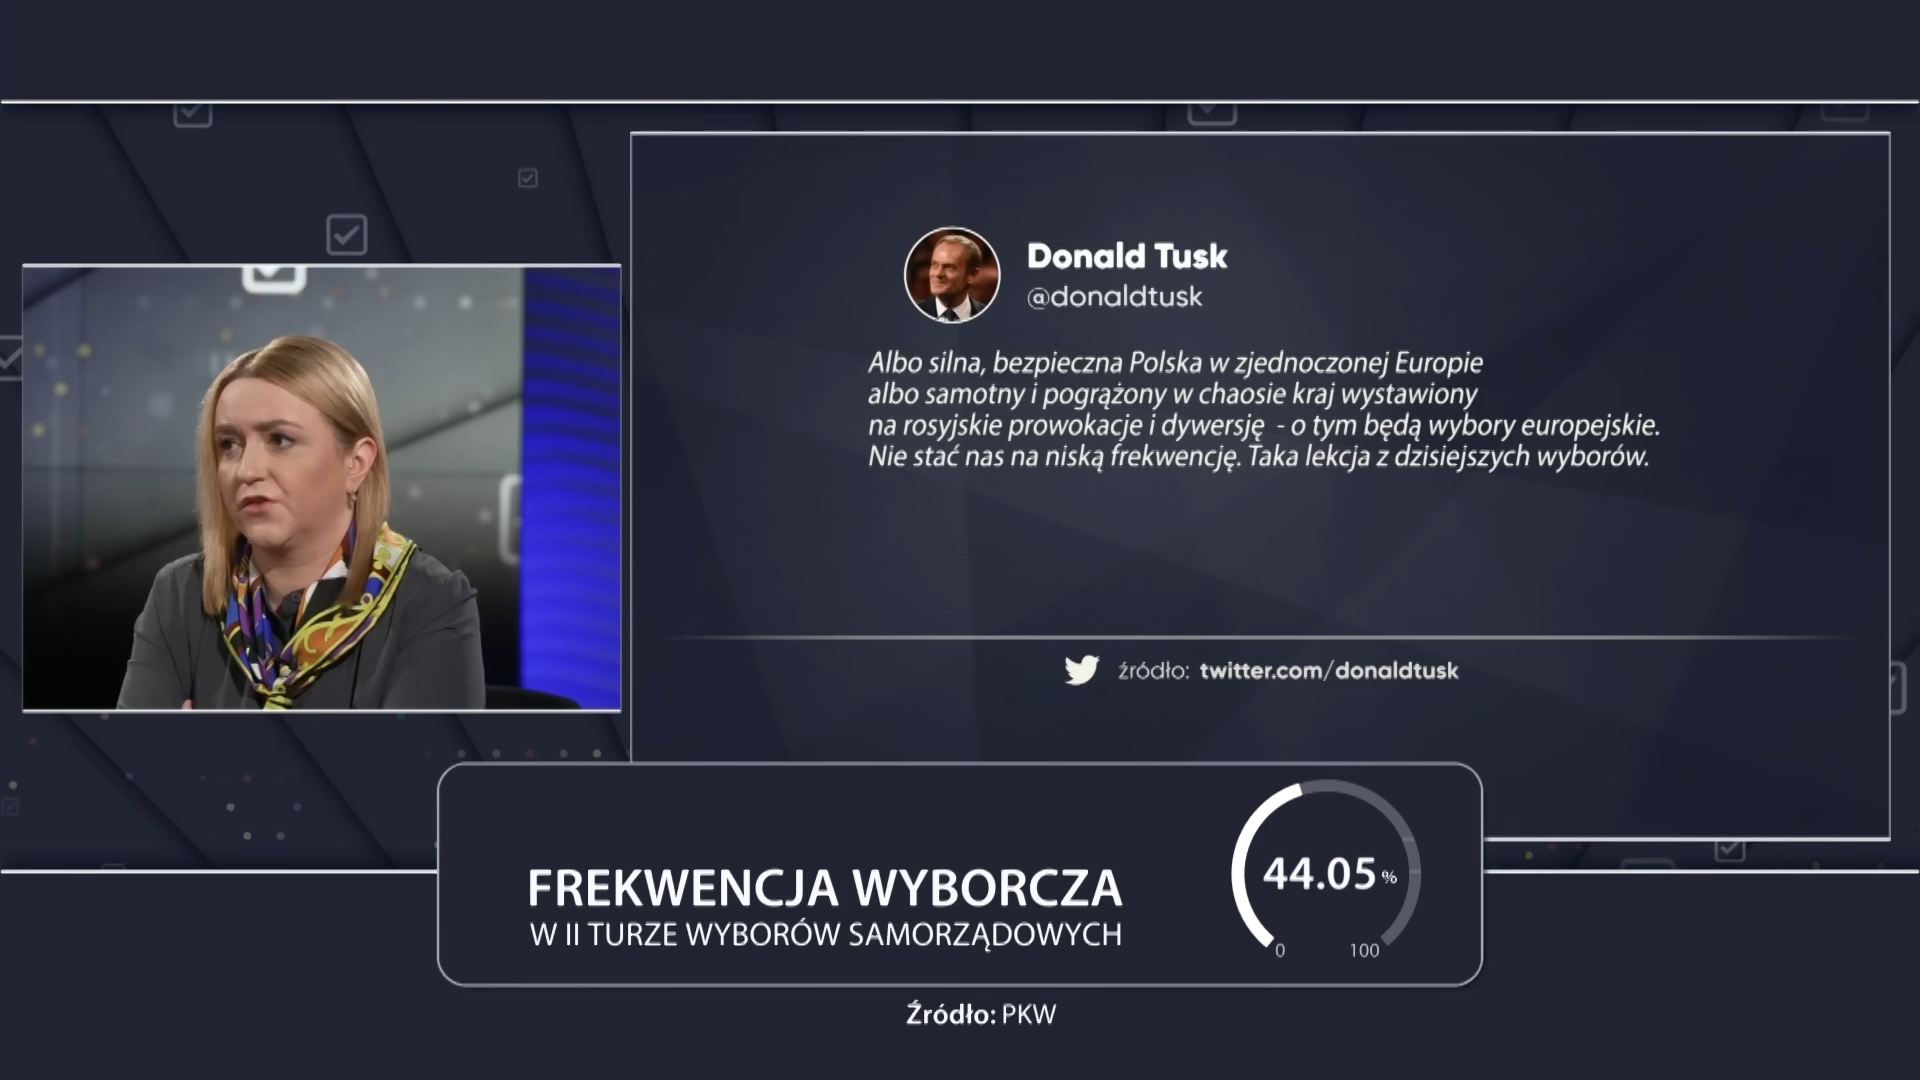 Donald Tusk
@donaldtusk
Albo silna, bezpieczna Polska w zjednoczonej Europie
albo samotny i pogrążony w chaosie kraj wystawiony
na rosyjskie prowokacje i dywersję - o tym będą wybory europejskie.
Nie stać nas na niską frekwencję. Taka lekcja z dzisiejszych wyborów.
źródło: twitter.com/donaldtusk
FREKWENCJA WYBORCZA
W II TURZE WYBORÓW SAMORZĄDOWYCH
44.05 %
0 100
Źródło: PKW